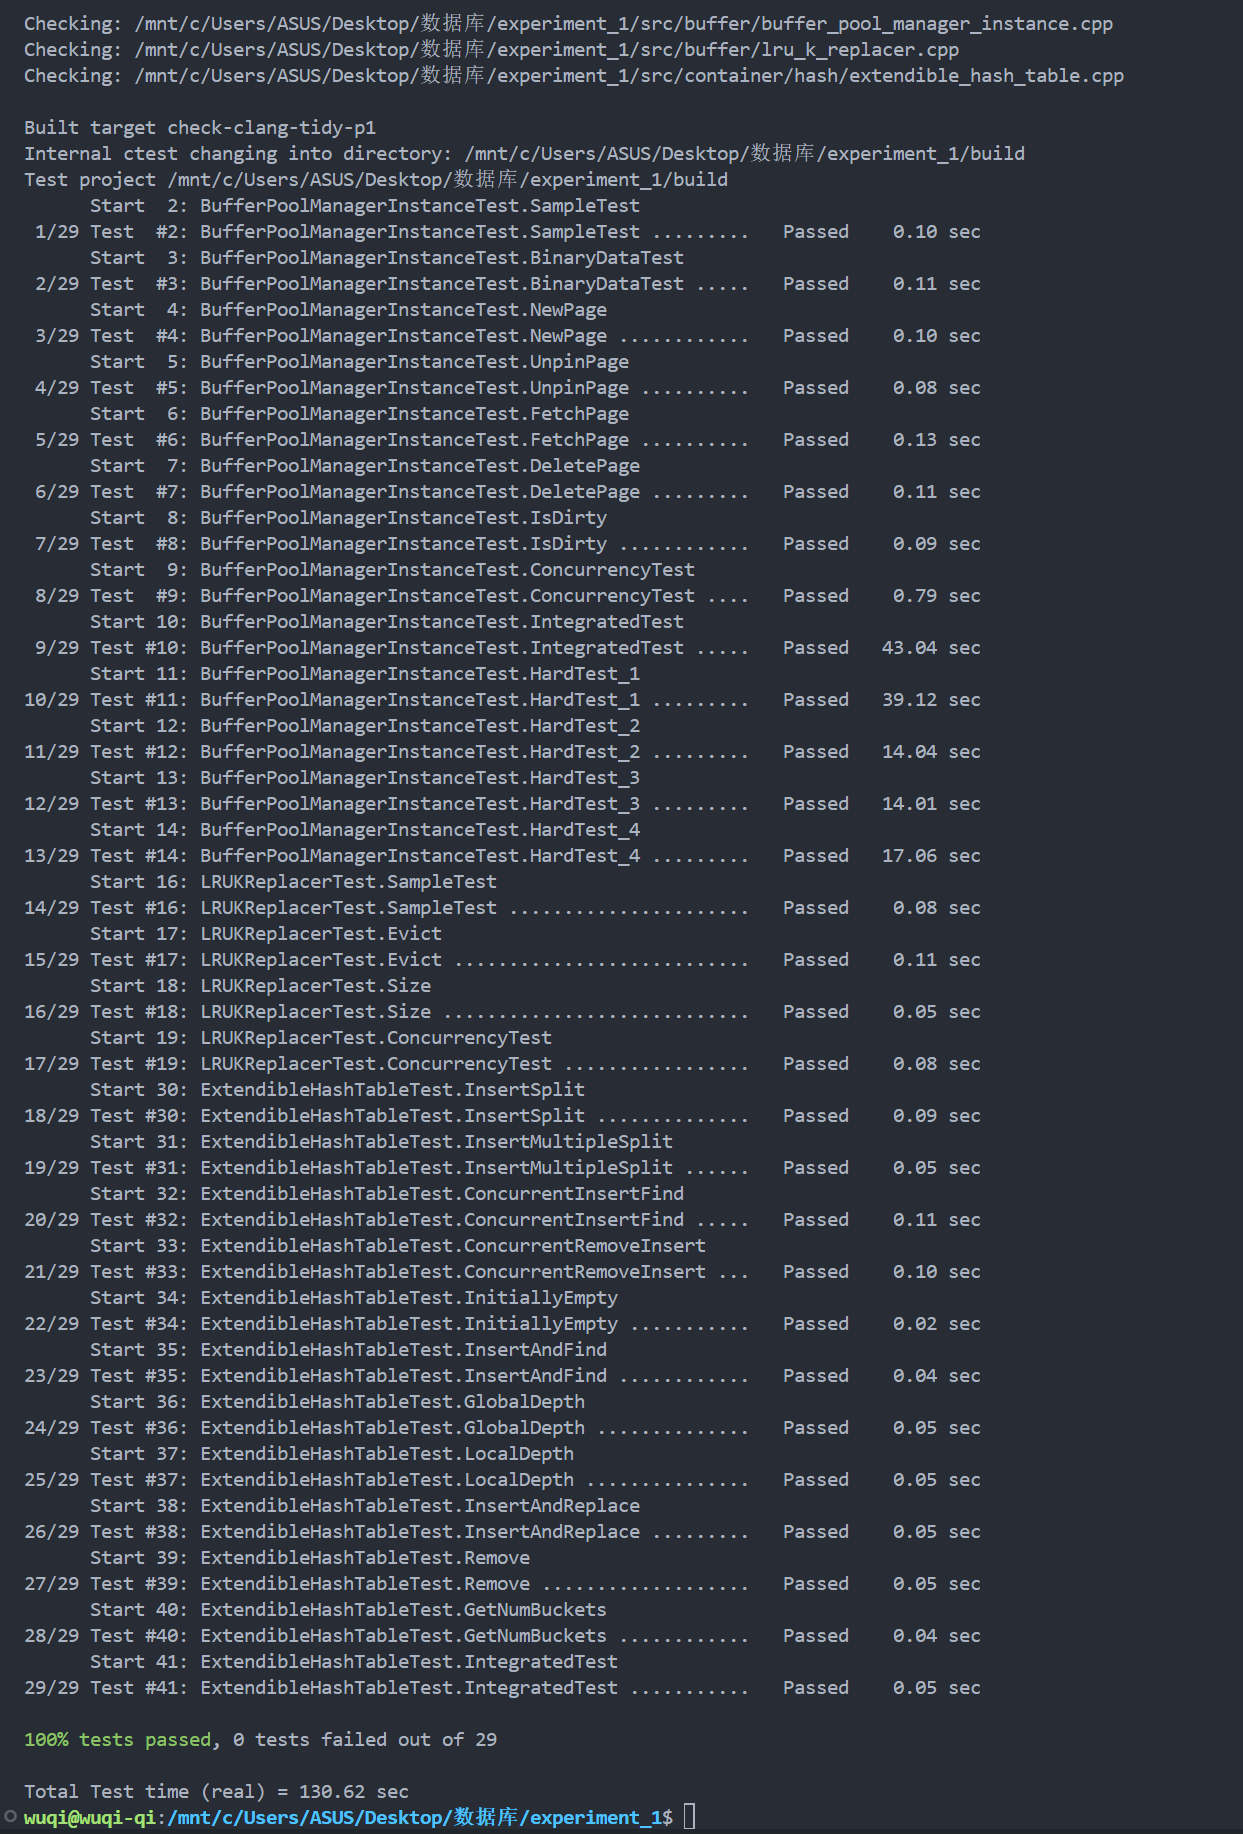 Checking: /mnt/c/Users/ASUS/Desktop/数据库/experiment_1/src/buffer/buffer_pool_manager_instance.cpp
Checking: /mnt/c/Users/ASUS/Desktop/数据库/experiment_1/src/buffer/lru_k_replacer.cpp
Checking: /mnt/c/Users/ASUS/Desktop/数据库/experiment_1/src/container/hash/extendible_hash_table.cpp
Built target check-clang-tidy-p1
Internal ctest changing into directory: /mnt/c/Users/ASUS/Desktop/数据库/experiment_1/build
Test project /mnt/c/Users/ASUS/Desktop/数据库/experiment_1/build
      Start  2: BufferPoolManagerInstanceTest.SampleTest
 1/29 Test  #2: BufferPoolManagerInstanceTest.SampleTest .........   Passed    0.10 sec
      Start  3: BufferPoolManagerInstanceTest.BinaryDataTest
 2/29 Test  #3: BufferPoolManagerInstanceTest.BinaryDataTest .....   Passed    0.11 sec
      Start  4: BufferPoolManagerInstanceTest.NewPage
 3/29 Test  #4: BufferPoolManagerInstanceTest.NewPage ............   Passed    0.10 sec
      Start  5: BufferPoolManagerInstanceTest.UnpinPage
 4/29 Test  #5: BufferPoolManagerInstanceTest.UnpinPage ..........   Passed    0.08 sec
      Start  6: BufferPoolManagerInstanceTest.FetchPage
 5/29 Test  #6: BufferPoolManagerInstanceTest.FetchPage ..........   Passed    0.13 sec
      Start  7: BufferPoolManagerInstanceTest.DeletePage
 6/29 Test  #7: BufferPoolManagerInstanceTest.DeletePage .........   Passed    0.11 sec
      Start  8: BufferPoolManagerInstanceTest.IsDirty
 7/29 Test  #8: BufferPoolManagerInstanceTest.IsDirty ............   Passed    0.09 sec
      Start  9: BufferPoolManagerInstanceTest.ConcurrencyTest
 8/29 Test  #9: BufferPoolManagerInstanceTest.ConcurrencyTest ....   Passed    0.79 sec
      Start 10: BufferPoolManagerInstanceTest.IntegratedTest
 9/29 Test #10: BufferPoolManagerInstanceTest.IntegratedTest .....   Passed   43.04 sec
      Start 11: BufferPoolManagerInstanceTest.HardTest_1
10/29 Test #11: BufferPoolManagerInstanceTest.HardTest_1 .........   Passed   39.12 sec
      Start 12: BufferPoolManagerInstanceTest.HardTest_2
11/29 Test #12: BufferPoolManagerInstanceTest.HardTest_2 .........   Passed   14.04 sec
      Start 13: BufferPoolManagerInstanceTest.HardTest_3
12/29 Test #13: BufferPoolManagerInstanceTest.HardTest_3 .........   Passed   14.01 sec
      Start 14: BufferPoolManagerInstanceTest.HardTest_4
13/29 Test #14: BufferPoolManagerInstanceTest.HardTest_4 .........   Passed   17.06 sec
      Start 16: LRUKReplacerTest.SampleTest
14/29 Test #16: LRUKReplacerTest.SampleTest ......................   Passed    0.08 sec
      Start 17: LRUKReplacerTest.Evict
15/29 Test #17: LRUKReplacerTest.Evict ...........................   Passed    0.11 sec
      Start 18: LRUKReplacerTest.Size
16/29 Test #18: LRUKReplacerTest.Size ............................   Passed    0.05 sec
      Start 19: LRUKReplacerTest.ConcurrencyTest
17/29 Test #19: LRUKReplacerTest.ConcurrencyTest .................   Passed    0.08 sec
      Start 30: ExtendibleHashTableTest.InsertSplit
18/29 Test #30: ExtendibleHashTableTest.InsertSplit ..............   Passed    0.09 sec
      Start 31: ExtendibleHashTableTest.InsertMultipleSplit
19/29 Test #31: ExtendibleHashTableTest.InsertMultipleSplit ......   Passed    0.05 sec
      Start 32: ExtendibleHashTableTest.ConcurrentInsertFind
20/29 Test #32: ExtendibleHashTableTest.ConcurrentInsertFind .....   Passed    0.11 sec
      Start 33: ExtendibleHashTableTest.ConcurrentRemoveInsert
21/29 Test #33: ExtendibleHashTableTest.ConcurrentRemoveInsert ...   Passed    0.10 sec
      Start 34: ExtendibleHashTableTest.InitiallyEmpty
22/29 Test #34: ExtendibleHashTableTest.InitiallyEmpty ...........   Passed    0.02 sec
      Start 35: ExtendibleHashTableTest.InsertAndFind
23/29 Test #35: ExtendibleHashTableTest.InsertAndFind ............   Passed    0.04 sec
      Start 36: ExtendibleHashTableTest.GlobalDepth
24/29 Test #36: ExtendibleHashTableTest.GlobalDepth ..............   Passed    0.05 sec
      Start 37: ExtendibleHashTableTest.LocalDepth
25/29 Test #37: ExtendibleHashTableTest.LocalDepth ...............   Passed    0.05 sec
      Start 38: ExtendibleHashTableTest.InsertAndReplace
26/29 Test #38: ExtendibleHashTableTest.InsertAndReplace .........   Passed    0.05 sec
      Start 39: ExtendibleHashTableTest.Remove
27/29 Test #39: ExtendibleHashTableTest.Remove ...................   Passed    0.05 sec
      Start 40: ExtendibleHashTableTest.GetNumBuckets
28/29 Test #40: ExtendibleHashTableTest.GetNumBuckets ............   Passed    0.04 sec
      Start 41: ExtendibleHashTableTest.IntegratedTest
29/29 Test #41: ExtendibleHashTableTest.IntegratedTest ...........   Passed    0.05 sec
100% tests passed, 0 tests failed out of 29
Total Test time (real) = 130.62 sec
wuqi@wuqi-qi:/mnt/c/Users/ASUS/Desktop/数据库/experiment_1$